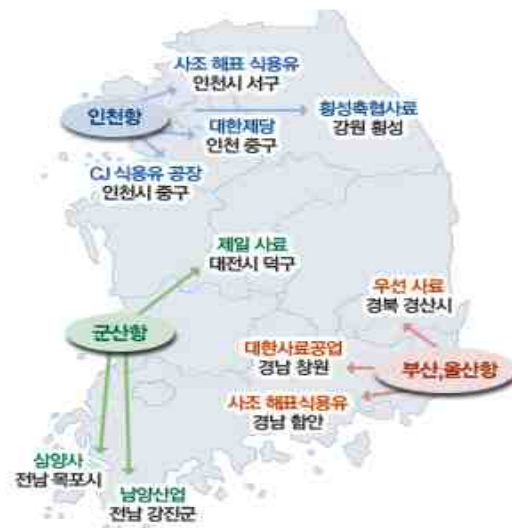 사조 해표 식용유
인천시 서구
인천항
횡성축협사료
강원 횡성
대한제당
인천 중구
CJ 식용유 공장
인천시 중구
제일 사료
대전시 덕구
우선 사료
경북 경산시
군산항
대한사료공업
경남 창원
부산,울산항
사조 해표식용유
경남 함안
삼양사
전남 목포시
남양산업
전남 강진군